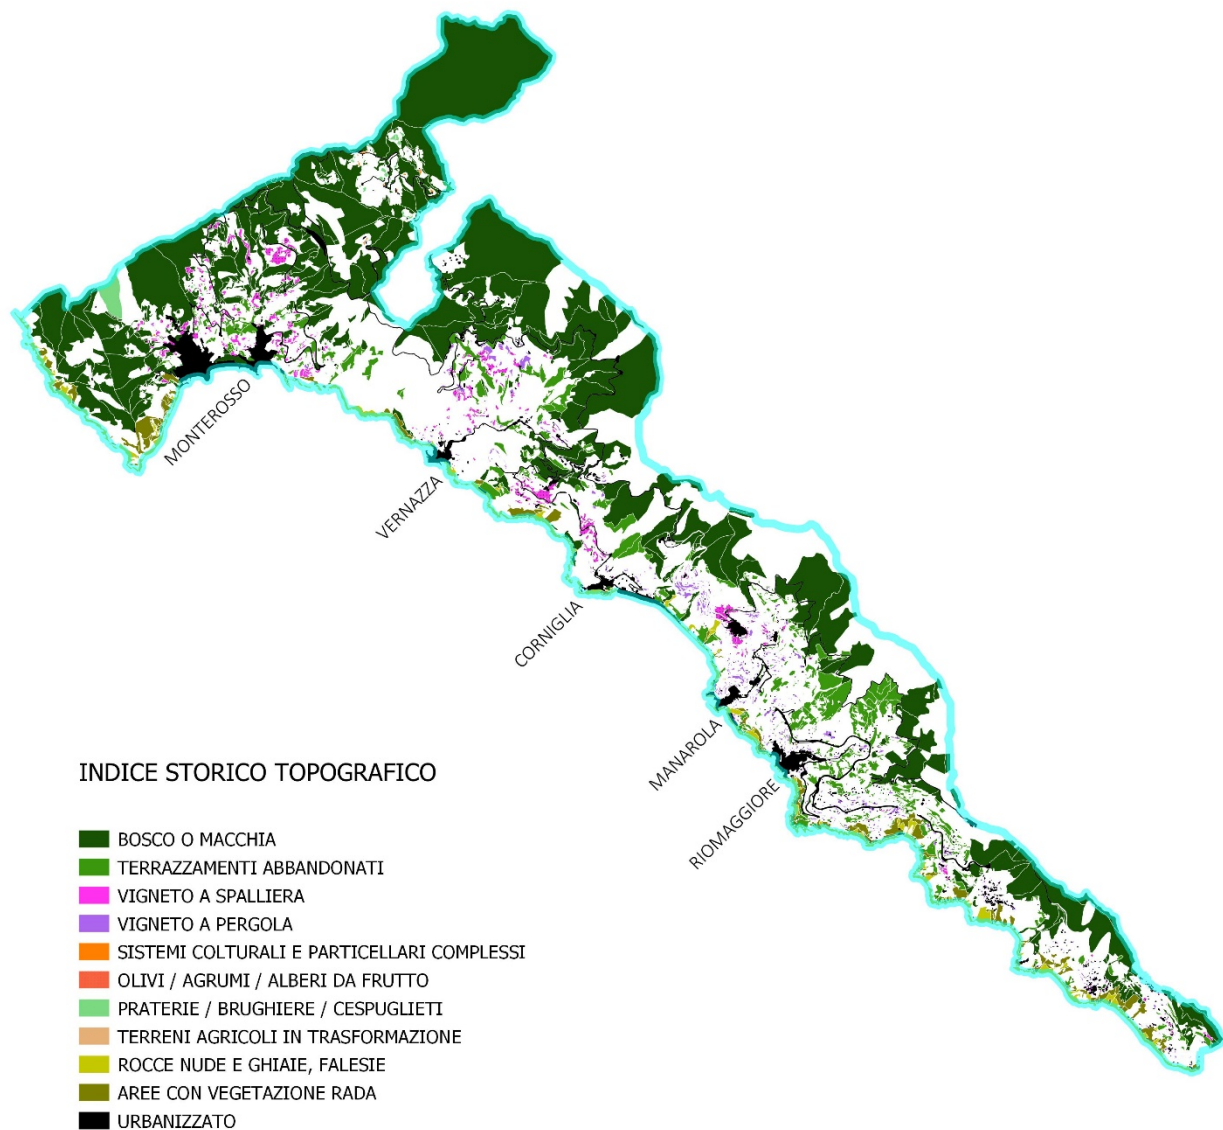 MONTEROSSO
VERNAZZA
CORNIGLIA
MANAROLA
RIOMAGGIORE
INDICE STORICO TOPOGRAFICO
BOSCO O MACCHIA
TERRAZZAMENTI ABBANDONATI
VIGNETO A SPALLIERA
VIGNETO A PERGOLA
SISTEMI COLTURALI E PARTICELLARI COMPLESSI
OLIVI / AGRUMI / ALBERI DA FRUTTO
PRATERIE / BRUGHIERE / CESPUGLIETI
TERRENI AGRICOLI IN TRASFORMAZIONE
ROCCE NUDE E GHIAIE, FALESIE
AREE CON VEGETAZIONE RADA
URBANIZZATO